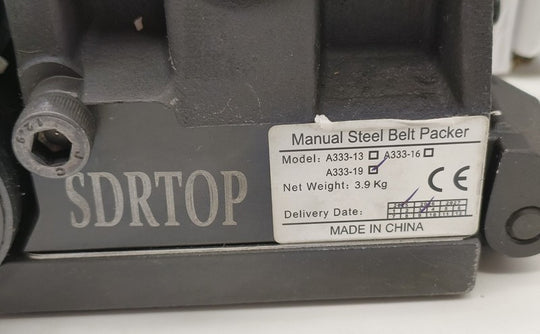 SDRTOP
Manual Steel Belt Packer
Model: A333-13 A333-16
A333-19
Net Weight: 3.9 Kg
CE
Delivery Date:
MADE IN CHINA